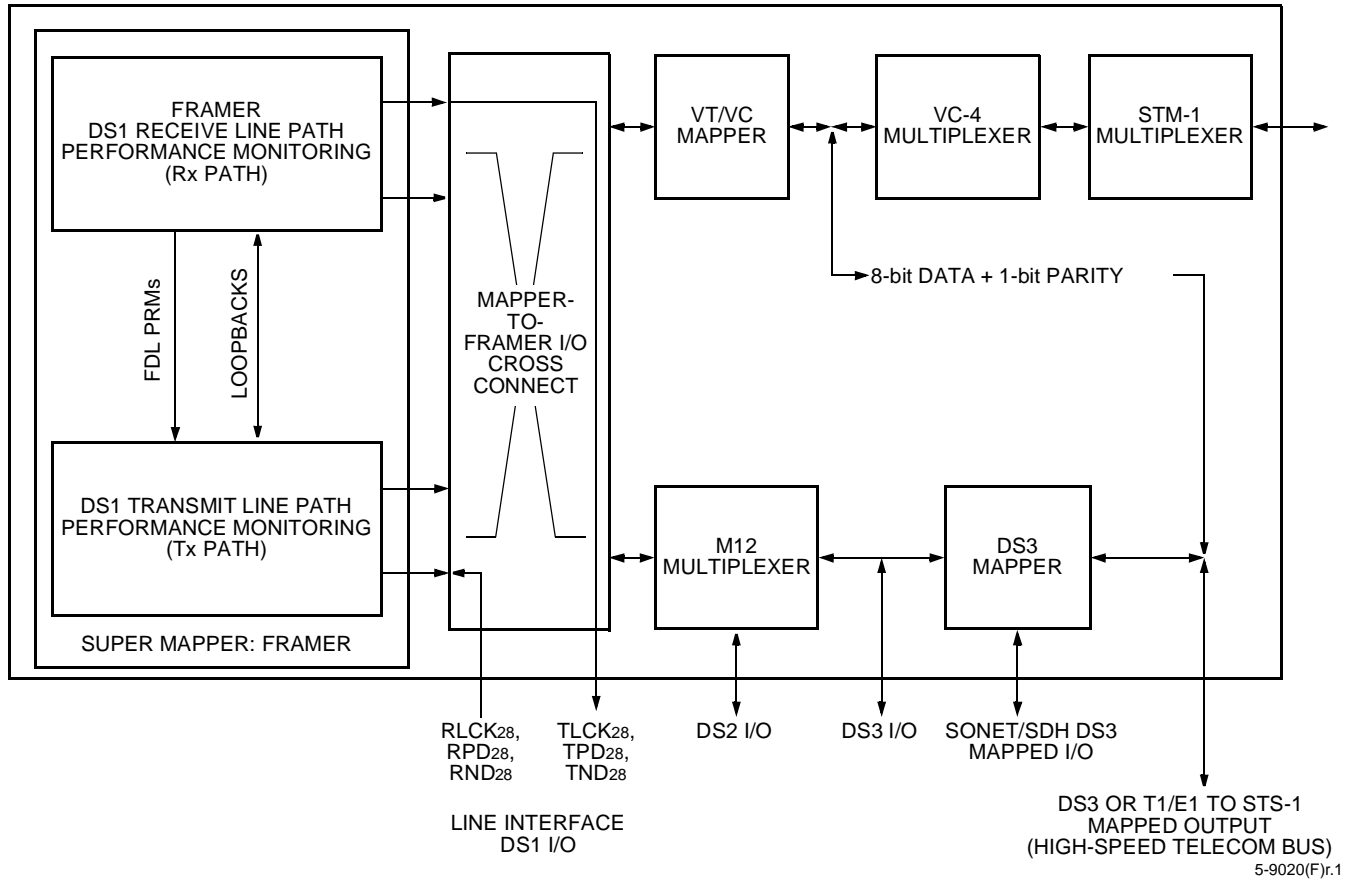 FRAMER
DS1 RECEIVE LINE PATH
PERFORMANCE MONITORING
(Rx PATH)
FDL PRMs
LOOPBACKS
DS1 TRANSMIT LINE PATH
PERFORMANCE MONITORING
(Tx PATH)
SUPER MAPPER: FRAMER
MAPPER-
TO-
FRAMER I/O
CROSS
CONNECT
VT/VC
MAPPER
VC-4
MULTIPLEXER
STM-1
MULTIPLEXER
8-bit DATA + 1-bit PARITY
M12
MULTIPLEXER
DS3
MAPPER
RLCK28,
RPD28,
RND28
TLCK28,
TPD28,
TND28
LINE INTERFACE
DS1 I/O
DS2 I/O
DS3 I/O
SONET/SDH DS3
MAPPED I/O
DS3 OR T1/E1 TO STS-1
MAPPED OUTPUT
(HIGH-SPEED TELECOM BUS)
5-9020(F)r.1